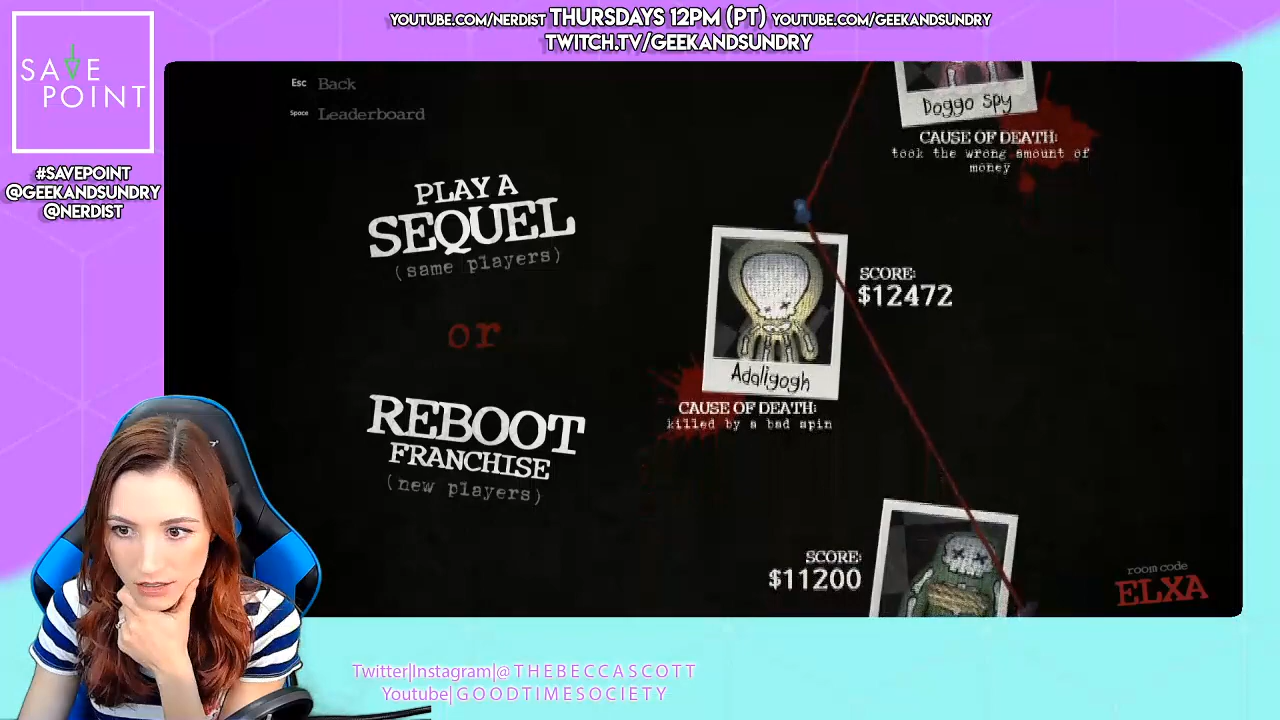 YOUTUBE.COM/NERDIST THURSDAYS 12PM (PT) YOUTUBE.COM/GEEKANDSUNDRY
TWITCH.TV/GEEKANDSUNDRY
SAVE
POINT
#SAVEPOINT
@GEEKANDSUNDRY
@NERDIST
Esc Back
Space Leaderboard
PLAY A
SEQUEL
(same players)
or
REBOOT
FRANCHISE
(new players)
Doggo Spy
CAUSE OF DEATH:
took the wrong amount of
money
SCORE:
$12472
Adaligogh
CAUSE OF DEATH:
killed by a bad spin
SCORE:
$11200
room code
ELXA
Twitter|Instagram|@THEBECCASCOTT
Youtube|GOODTIMESOCIETY